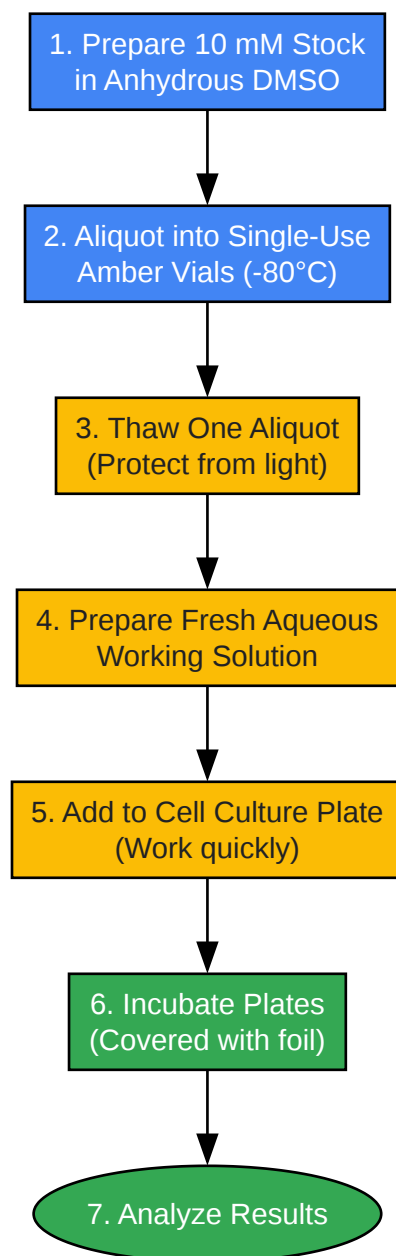 1. Prepare 10 mM Stock
in Anhydrous DMSO
2. Aliquot into Single-Use
Amber Vials (-80°C)
3. Thaw One Aliquot
(Protect from light)
4. Prepare Fresh Aqueous
Working Solution
5. Add to Cell Culture Plate
(Work quickly)
6. Incubate Plates
(Covered with foil)
7. Analyze Results